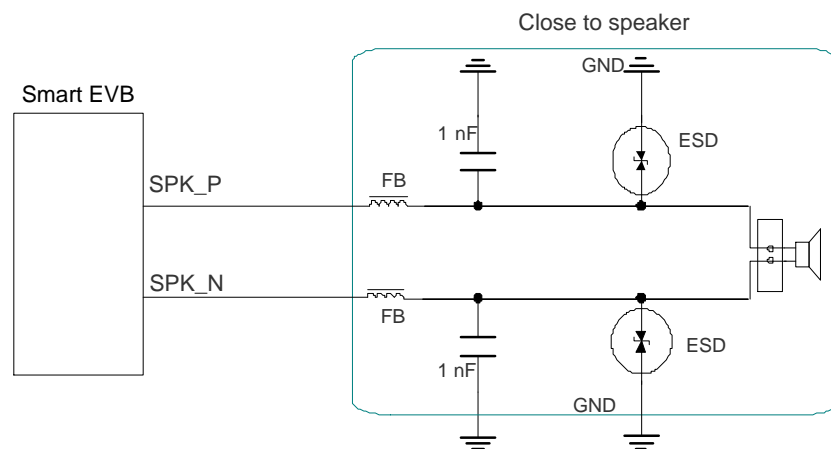 Close to speaker
GND
Smart EVB
1 nF
ESD
SPK_P
FB
SPK_N
FB
ESD
1 nF
GND